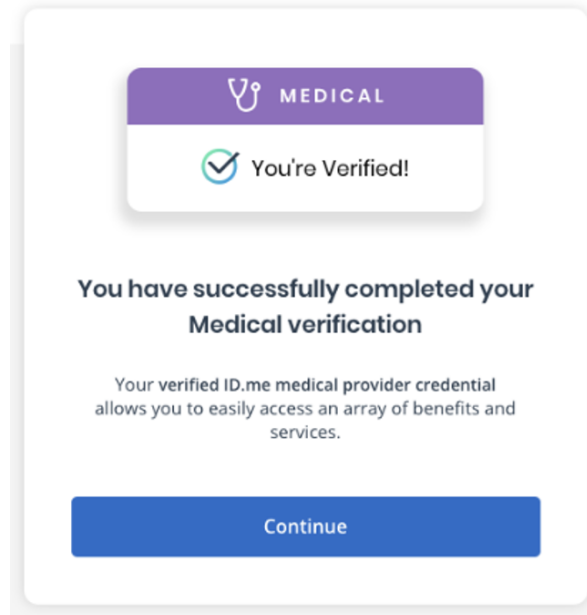 MEDICAL
You're Verified!
You have successfully completed your
Medical verification
Your verified ID.me medical provider credential
allows you to easily access an array of benefits and
services.
Continue